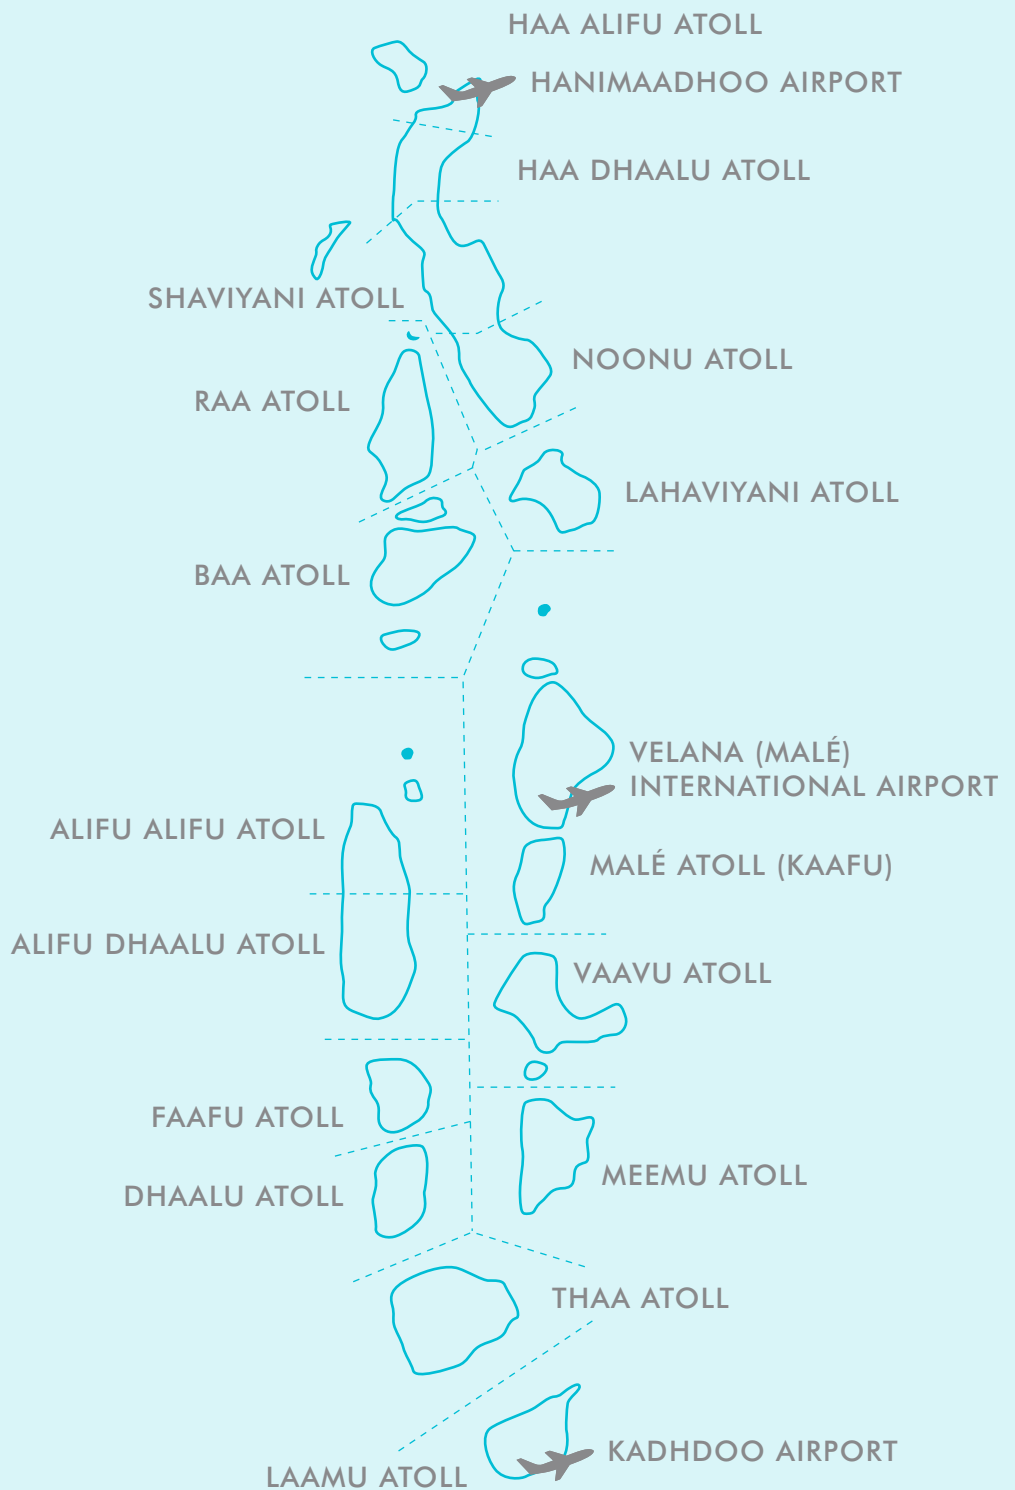 HAA ALIFU ATOLL
HANIMAADHOO AIRPORT
HAA DHAALU ATOLL
SHAVIYANI ATOLL
NOONU ATOLL
RAA ATOLL
LAHAVIYANI ATOLL
BAA ATOLL
VELANA (MALÉ)
INTERNATIONAL AIRPORT
ALIFU ALIFU ATOLL
MALÉ ATOLL (KAAFU)
ALIFU DHAALU ATOLL
VAAVU ATOLL
FAAFU ATOLL
MEEMU ATOLL
DHAALU ATOLL
THAA ATOLL
KADHDOO AIRPORT
LAAMU ATOLL